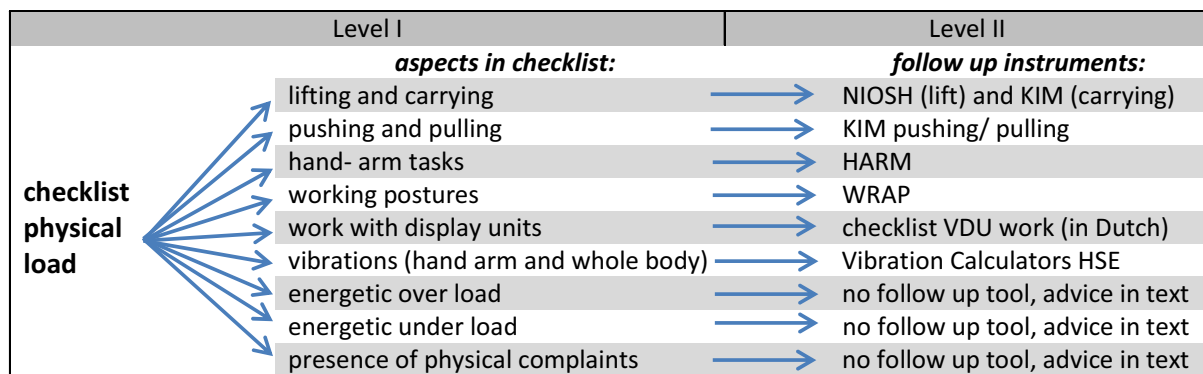 Level I Level II
aspects in checklist: follow up instruments:
lifting and carrying NIOSH (lift) and KIM (carrying)
pushing and pulling KIM pushing/ pulling
hand- arm tasks HARM
checklist
physical
load
working postures WRAP
work with display units checklist VDU work (in Dutch)
vibrations (hand arm and whole body) Vibration Calculators HSE
energetic over load no follow up tool, advice in text
energetic under load no follow up tool, advice in text
presence of physical complaints no follow up tool, advice in text